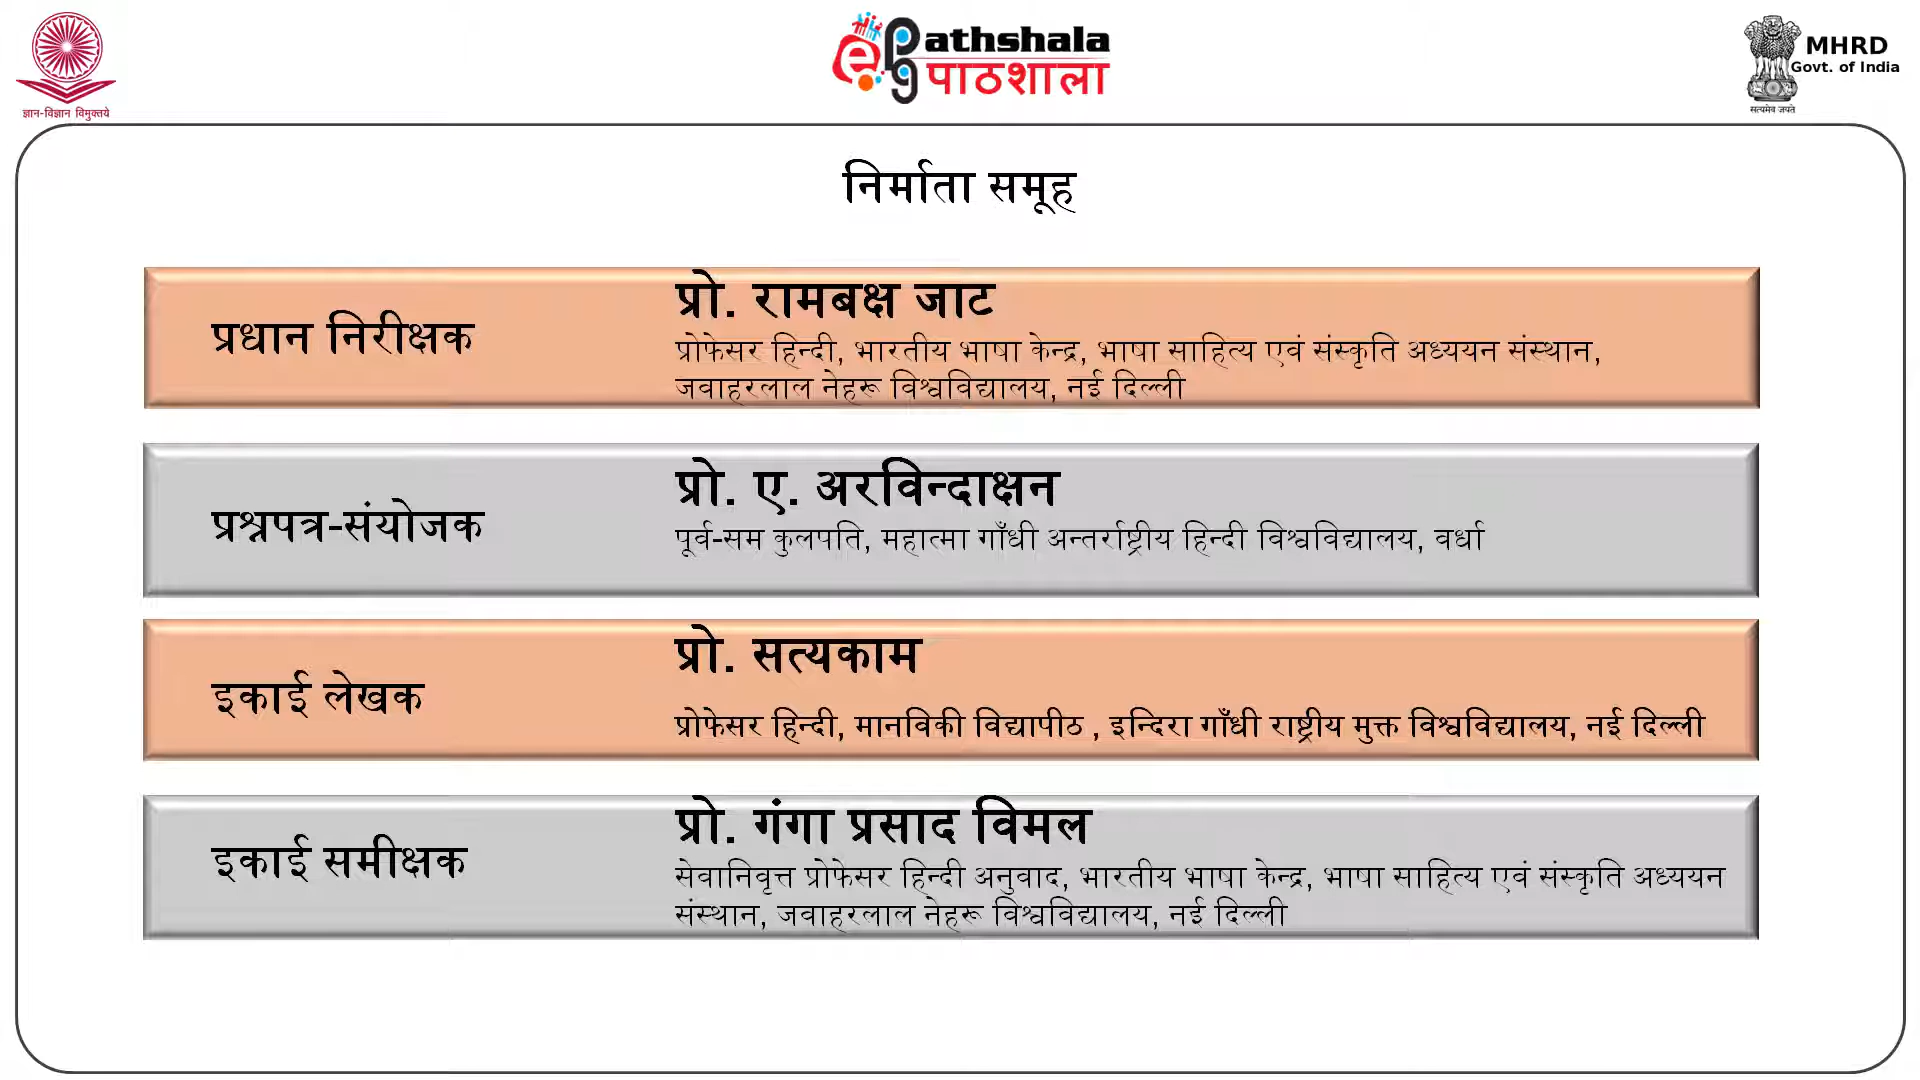 ज्ञान-विज्ञान विमुक्तये
ePathshala
पाठशाला
MHRD
Govt. of India
सत्यमेव जयते
निर्माता समूह
प्रधान निरीक्षक
प्रो. रामबक्ष जाट
प्रोफेसर हिन्दी, भारतीय भाषा केन्द्र, भाषा साहित्य एवं संस्कृति अध्ययन संस्थान,
जवाहरलाल नेहरू विश्वविद्यालय, नई दिल्ली
प्रश्नपत्र-संयोजक
प्रो. ए. अरविन्दाक्षन
पूर्व-सम कुलपति, महात्मा गाँधी अन्तर्राष्ट्रीय हिन्दी विश्वविद्यालय, वर्धा
इकाई लेखक
प्रो. सत्यकाम
प्रोफेसर हिन्दी, मानविकी विद्यापीठ , इन्दिरा गाँधी राष्ट्रीय मुक्त विश्वविद्यालय, नई दिल्ली
इकाई समीक्षक
प्रो. गंगा प्रसाद विमल
सेवानिवृत्त प्रोफेसर हिन्दी अनुवाद, भारतीय भाषा केन्द्र, भाषा साहित्य एवं संस्कृति अध्ययन
संस्थान, जवाहरलाल नेहरू विश्वविद्यालय, नई दिल्ली